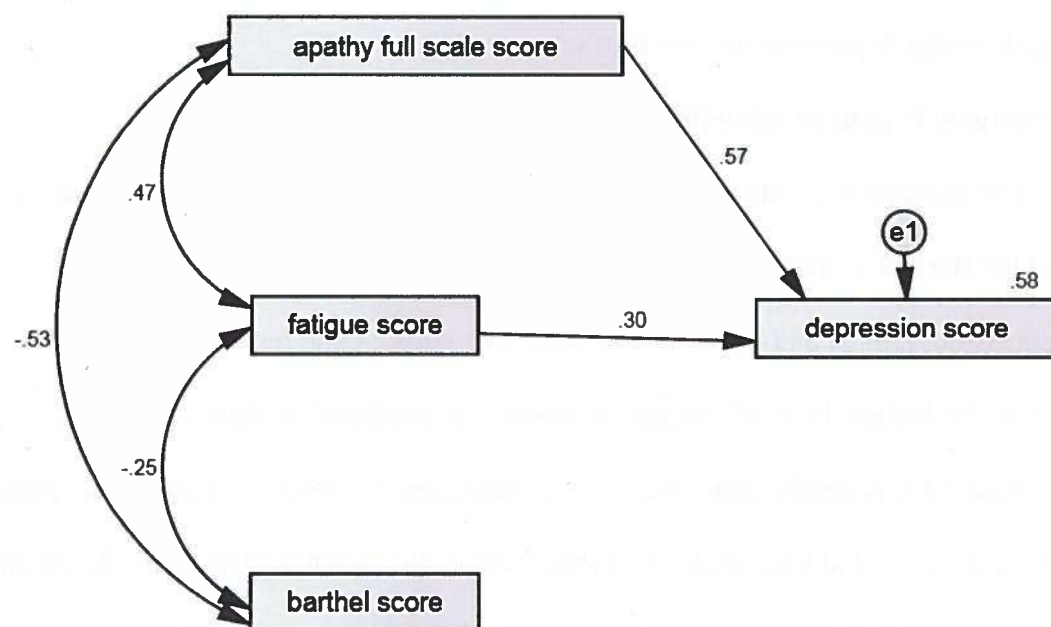 apathy full scale score
.57
.47
e1
.58
fatigue score
.30
depression score
-.53
-.25
barthel score